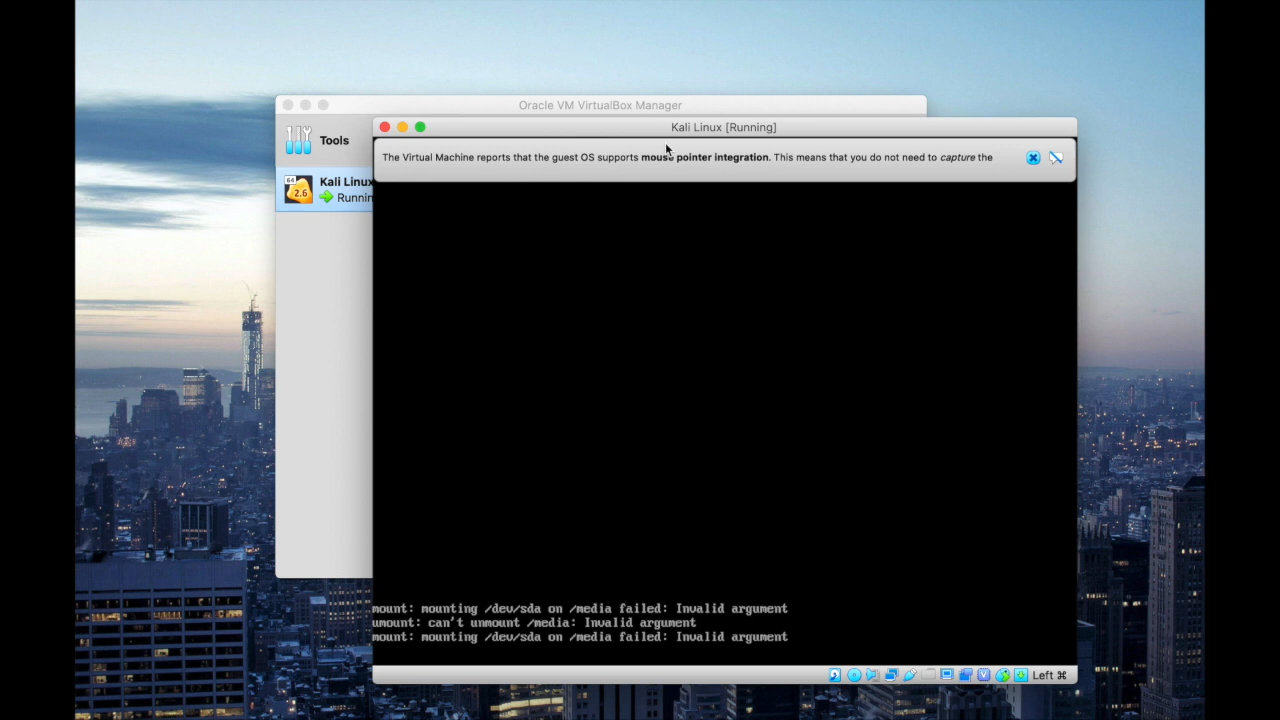 Oracle VM VirtualBox Manager
Kali Linux [Running]
Tools
The Virtual Machine reports that the guest OS supports mouse pointer integration. This means that you do not need to capture the
64
2.6
Kali Linux
Runnin
mount: mounting /dev/sda on /media failed: Invalid argument
umount: can't unmount /media: Invalid argument
mount: mounting /dev/sda on /media failed: Invalid argument
Left ⌘